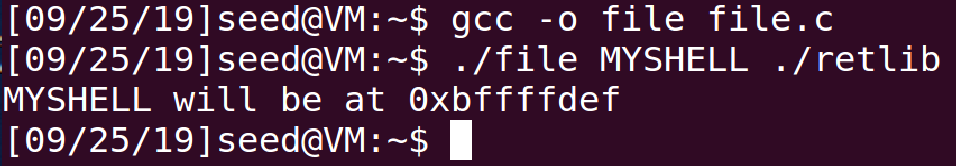 [09/25/19]seed@VM:~$ gcc -o file file.c
[09/25/19]seed@VM:~$ ./file MYSHELL ./retlib
MYSHELL will be at 0xbffffdef
[09/25/19]seed@VM:~$